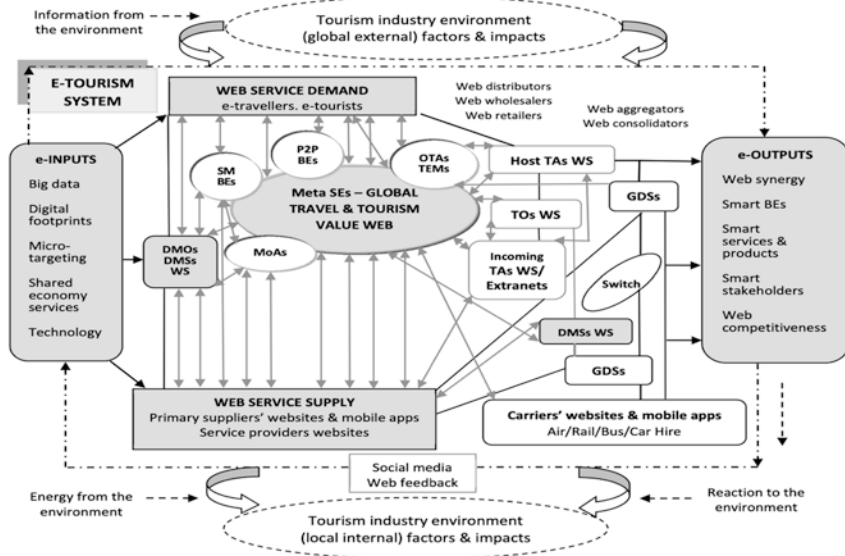 Information from
the environment
Tourism industry environment
(global external) factors & impacts
E-TOURISM
SYSTEM
WEB SERVICE DEMAND
e-travellers. e-tourists
Web distributors
Web wholesalers
Web retailers
Web aggregators
Web consolidators
e-INPUTS
Big data
Digital
footprints
Micro-
targeting
Shared
economy
services
Technology
SM
BEs
P2P
BEs
OTAs
TEMs
Host TAs WS
GDSs
Meta SEs – GLOBAL
TRAVEL & TOURISM
VALUE WEB
TOs WS
DMOs
DMSs
WS
MoAs
Incoming
TAs WS/
Extranets
Switch
DMSs WS
GDSs
e-OUTPUTS
Web synergy
Smart BEs
Smart
services &
products
Smart
stakeholders
Web
competitiveness
WEB SERVICE SUPPLY
Primary suppliers’ websites & mobile apps
Service providers websites
Carriers’ websites & mobile apps
Air/Rail/Bus/Car Hire
Social media
Web feedback
Energy from the
environment
Reaction to the
environment
Tourism industry environment
(local internal) factors & impacts